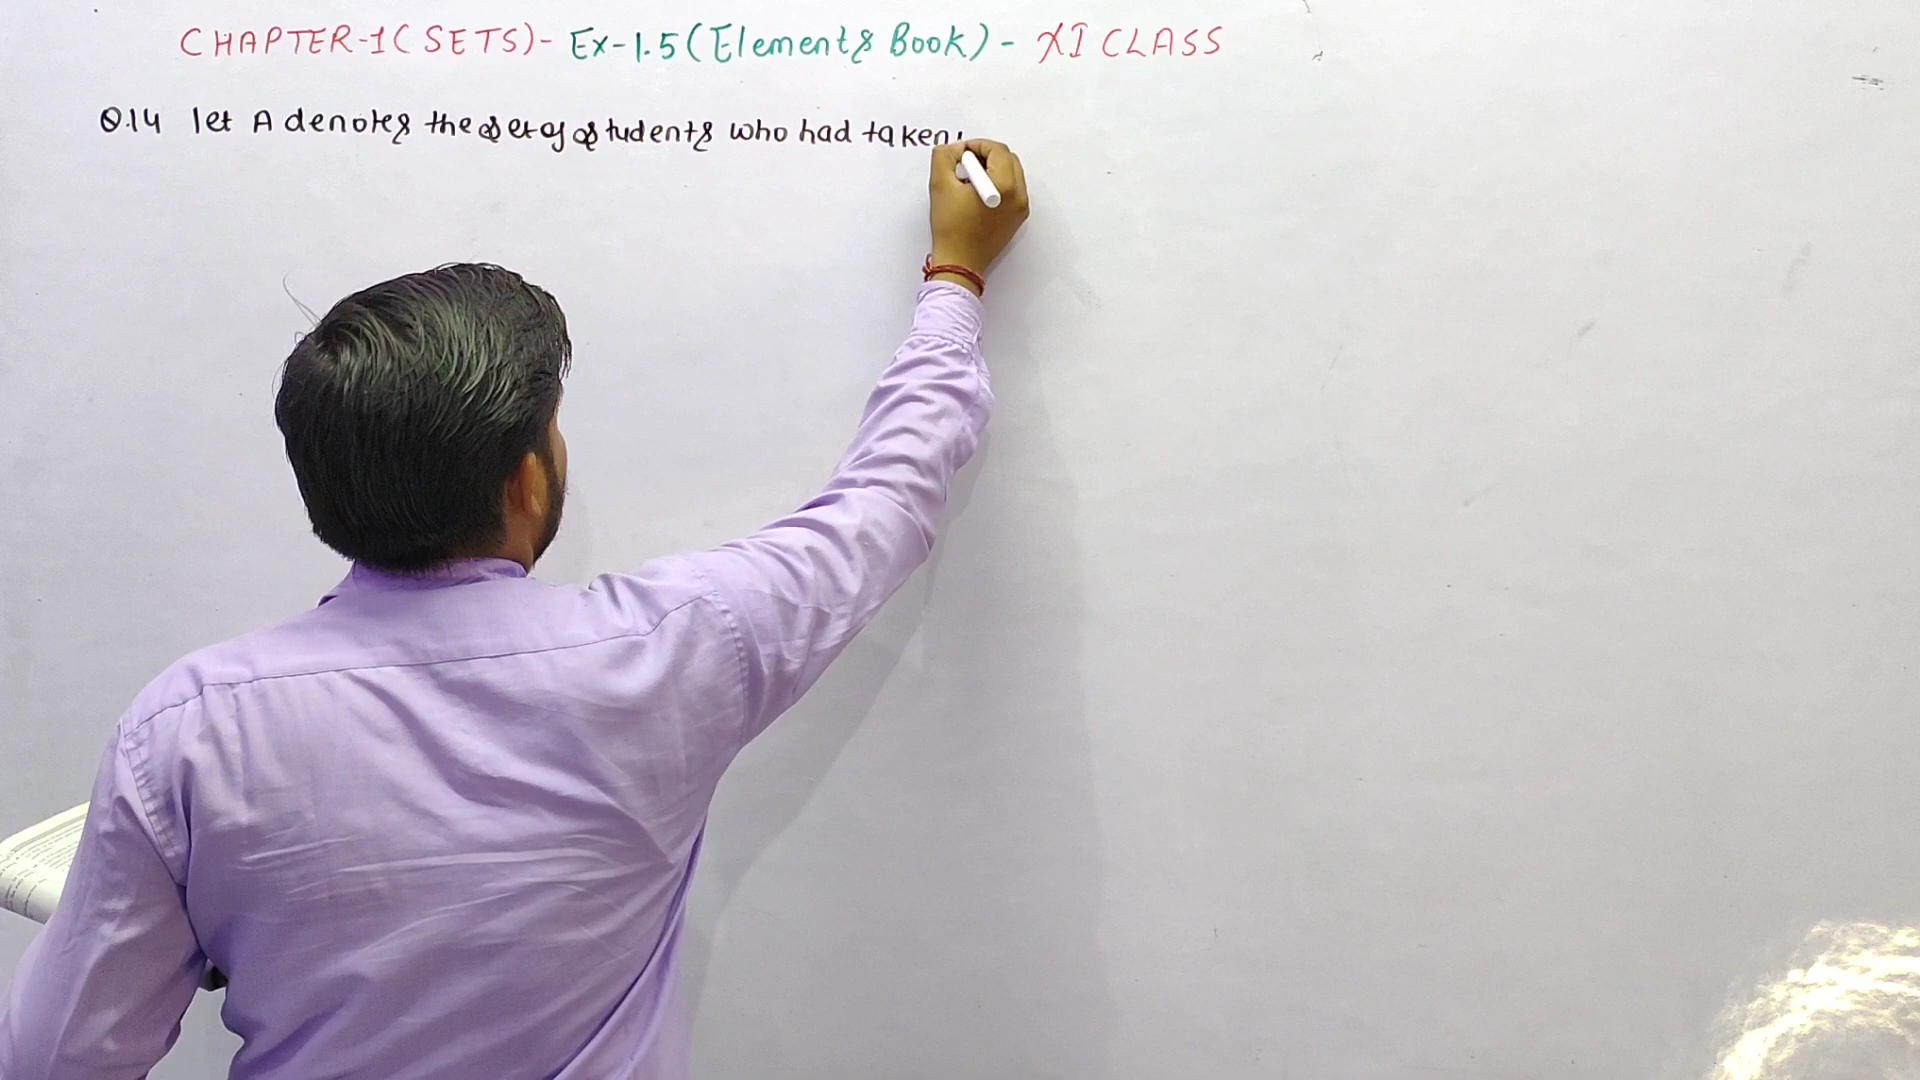 CHAPTER-1(SETS)- Ex-1.5(Elements Book)- XI CLASS
Q.14 let A denotes the set of students who had taken